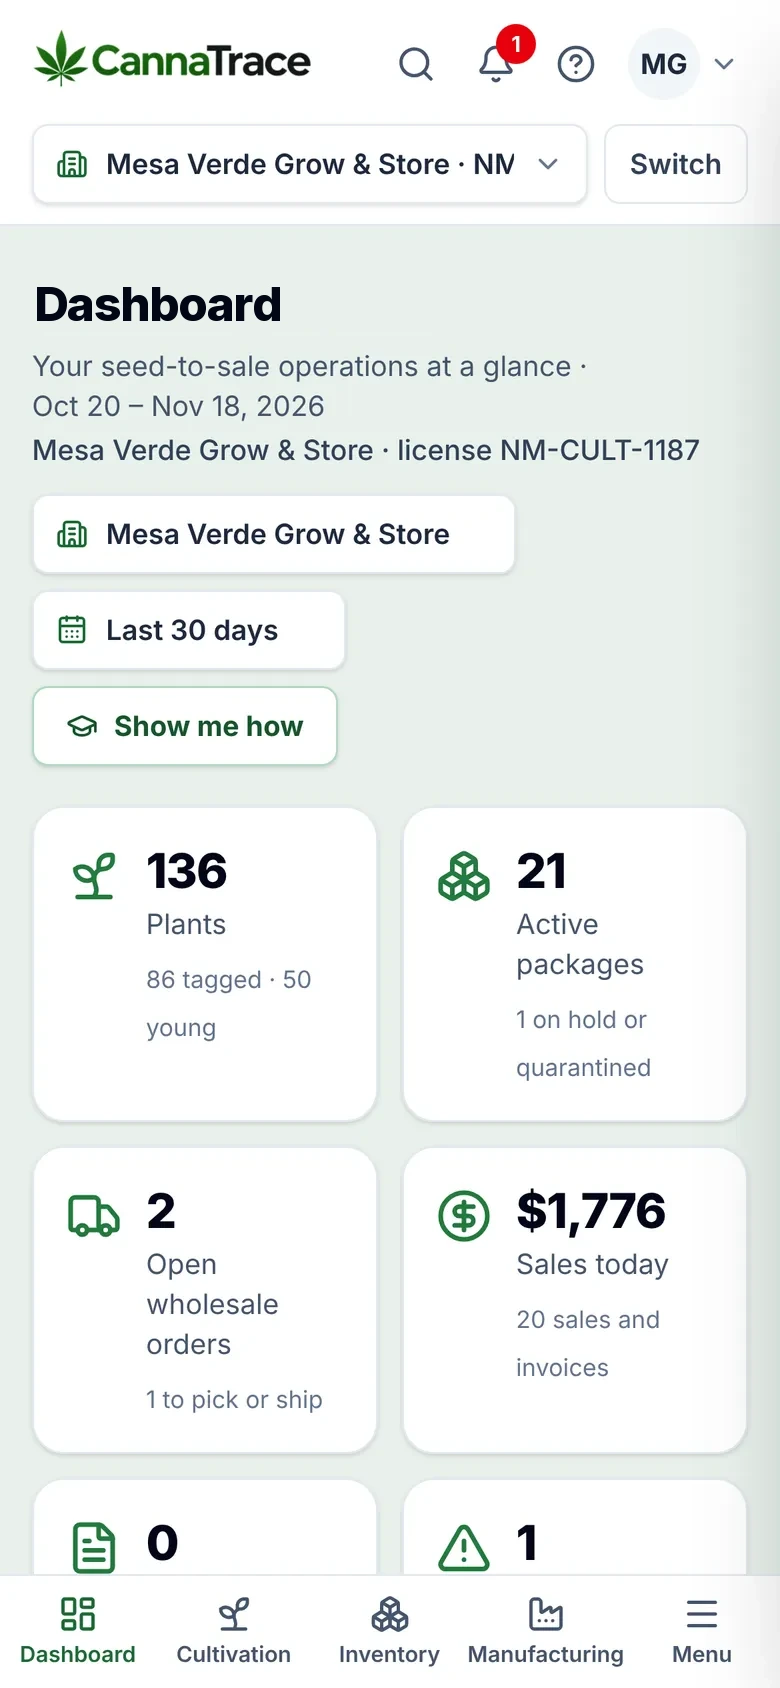 CannaTrace
1
MG
Mesa Verde Grow & Store · NM
Switch
Dashboard
Your seed-to-sale operations at a glance ·
Oct 20 – Nov 18, 2026
Mesa Verde Grow & Store · license NM-CULT-1187
Mesa Verde Grow & Store
Last 30 days
Show me how
136
Plants
86 tagged · 50
young
21
Active
packages
1 on hold or
quarantined
2
Open
wholesale
orders
1 to pick or ship
$1,776
Sales today
20 sales and
invoices
0
1
Dashboard
Cultivation
Inventory
Manufacturing
Menu